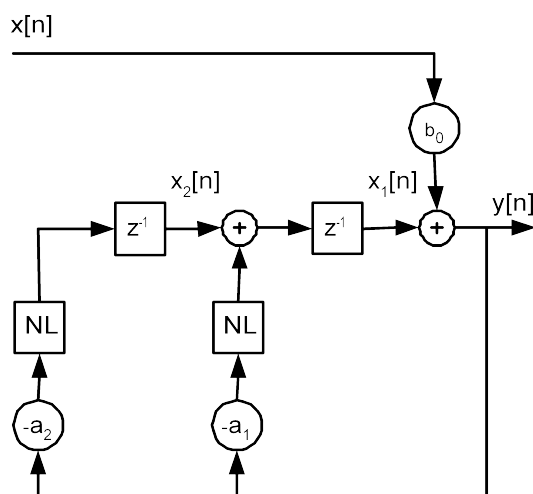 x[n]
b₀
x₂[n]
x₁[n]
y[n]
z⁻¹
+
z⁻¹
+
NL
NL
-a₂
-a₁